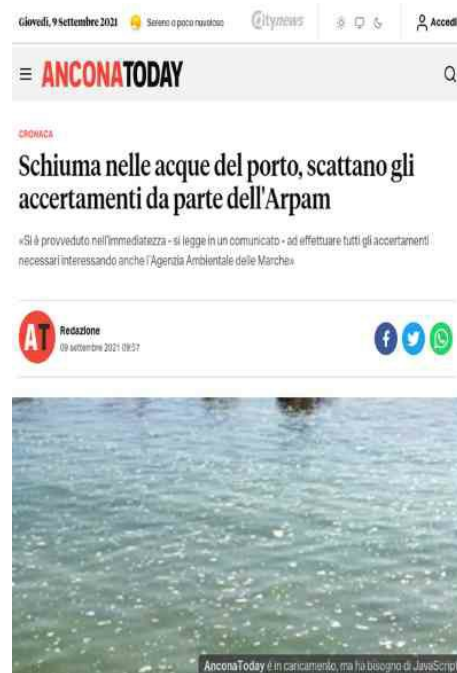 Giovedì, 9 Settembre 2021 Sereno o poco nuvoloso Citynews Accedi
ANCONATODAY
CRONACA
Schiuma nelle acque del porto, scattano gli
accertamenti da parte dell'Arpam
«Si è provveduto nell'immediatezza - si legge in un comunicato - ad effettuare tutti gli accertamenti
necessari interessando anche l'Agenzia Ambientale delle Marche»
AT
Redazione
09 settembre 2021 09:57
AnconaToday è in caricamento, ma ha bisogno di JavaScript